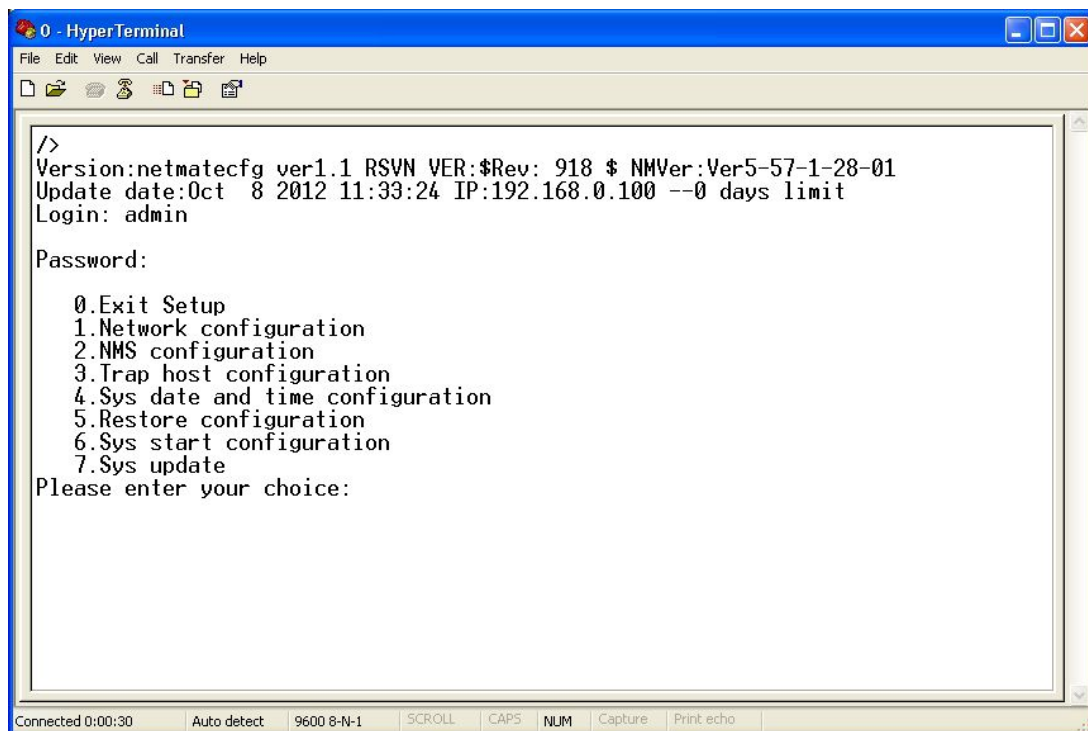 0 - HyperTerminal
File Edit View Call Transfer Help
/>
Version:netmatecfg ver1.1 RSVN VER:$Rev: 918 $ NMVer:Ver5-57-1-28-01
Update date:Oct  8 2012 11:33:24 IP:192.168.0.100 --0 days limit
Login: admin
Password:
0.Exit Setup
1.Network configuration
2.NMS configuration
3.Trap host configuration
4.Sys date and time configuration
5.Restore configuration
6.Sys start configuration
7.Sys update
Please enter your choice:
Connected 0:00:30 Auto detect 9600 8-N-1 SCROLL CAPS NUM Capture Print echo